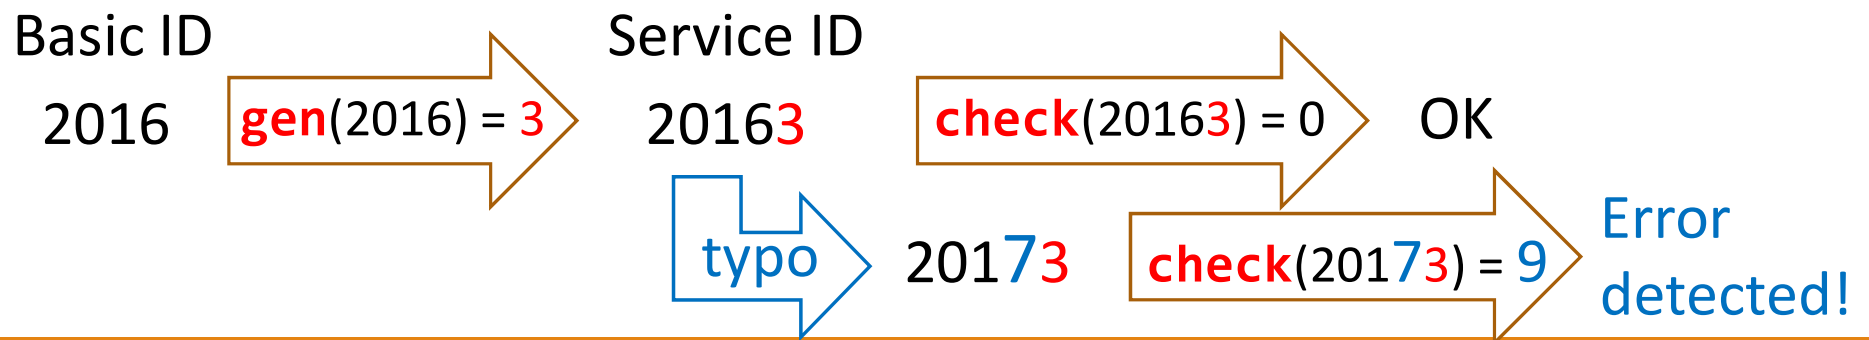 Basic ID
Service ID
2016
gen(2016) = 3
20163
check(20163) = 0
OK
typo
20173
check(20173) = 9
Error
detected!